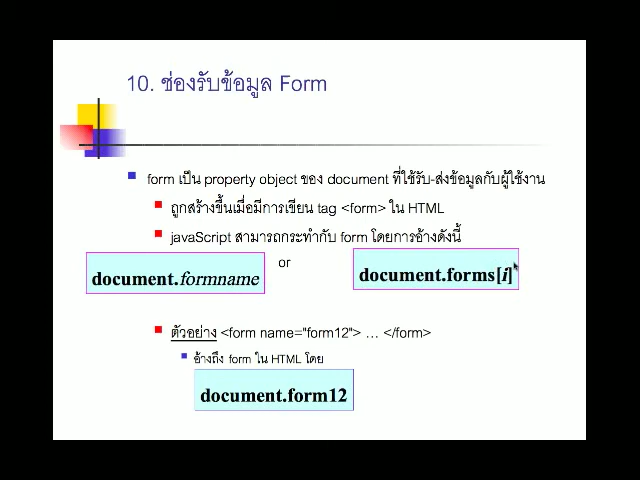 10. ช่องรับข้อมูล Form
form เป็น property object ของ document ที่ใช้รับ-ส่งข้อมูลกับผู้ใช้งาน
ถูกสร้างขึ้นเมื่อมีการเขียน tag <form> ใน HTML
javaScript สามารถกระทำกับ form โดยการอ้างดังนี้
document.formname or document.forms[i]
ตัวอย่าง <form name="form12"> ... </form>
อ้างถึง form ใน HTML โดย
document.form12